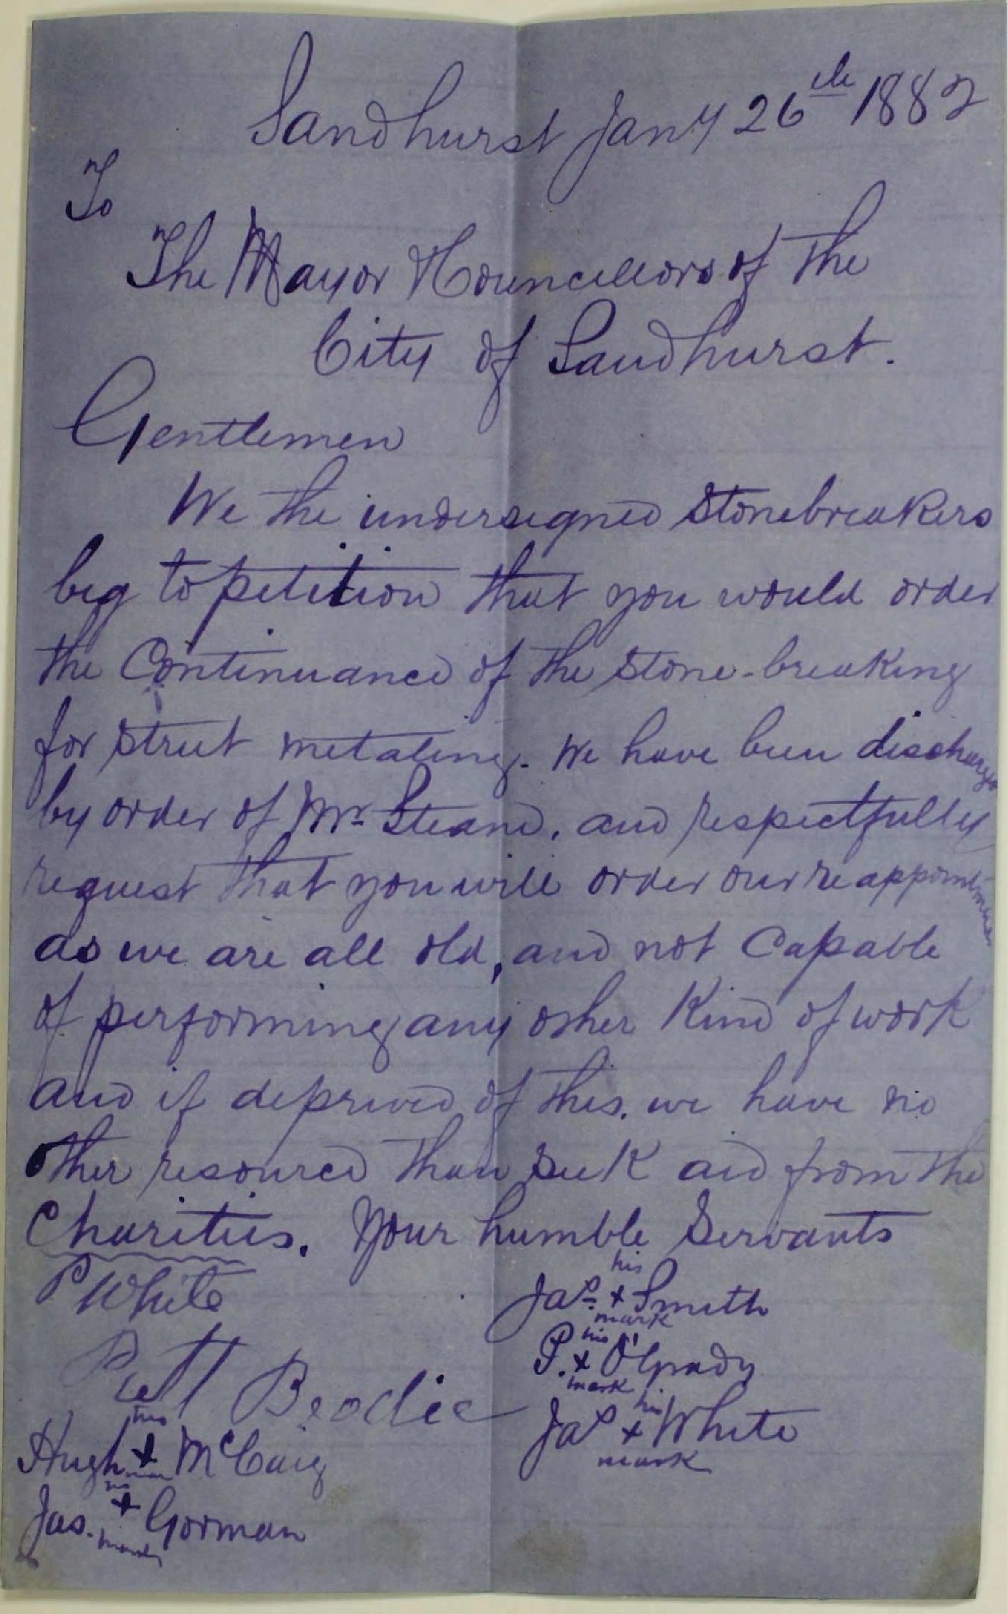 Sandhurst Jany 26th 1882
To
The Mayor & Councillors of the
City of Sandhurst.
Gentlemen
We the undersigned Stonebreakers
beg to petition that you would order
the Continuance of the Stone-breaking
for Street metaling. We have been discharged
by order of Mr Steane, and respectfully
request that you will order our reappointment
as we are all old, and not Capable
of performing any other Kind of work
and if deprived of this, we have no
other resource than seek aid from the
Charities. Your humble Servants
P White
Jas his + mark Smith
P. his + mark O'Grady
Brodie
Jas his + mark White
Hugh his + mark McCaig
Jas. his + mark Gorman